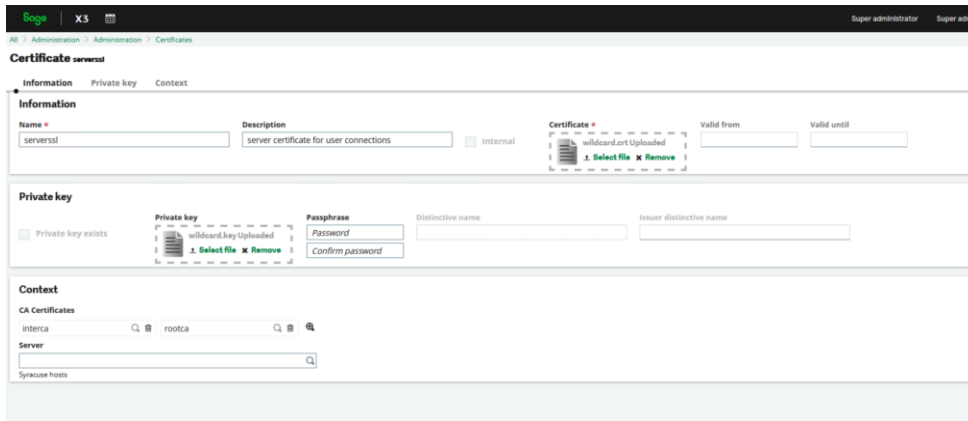 Sage X3 Super administrator Super ad
All > Administration > Administration > Certificates
Certificate serverssl
Information Private key Context
Information
Name * Description Certificate * Valid from Valid until
serverssl server certificate for user connections Internal wildcard.crt Uploaded
Select file Remove
Private key
Private key Passphrase Distinctive name Issuer distinctive name
Private key exists wildcard.key Uploaded Password
Select file Remove Confirm password
Context
CA Certificates
interca rootca
Server
Syracuse hosts